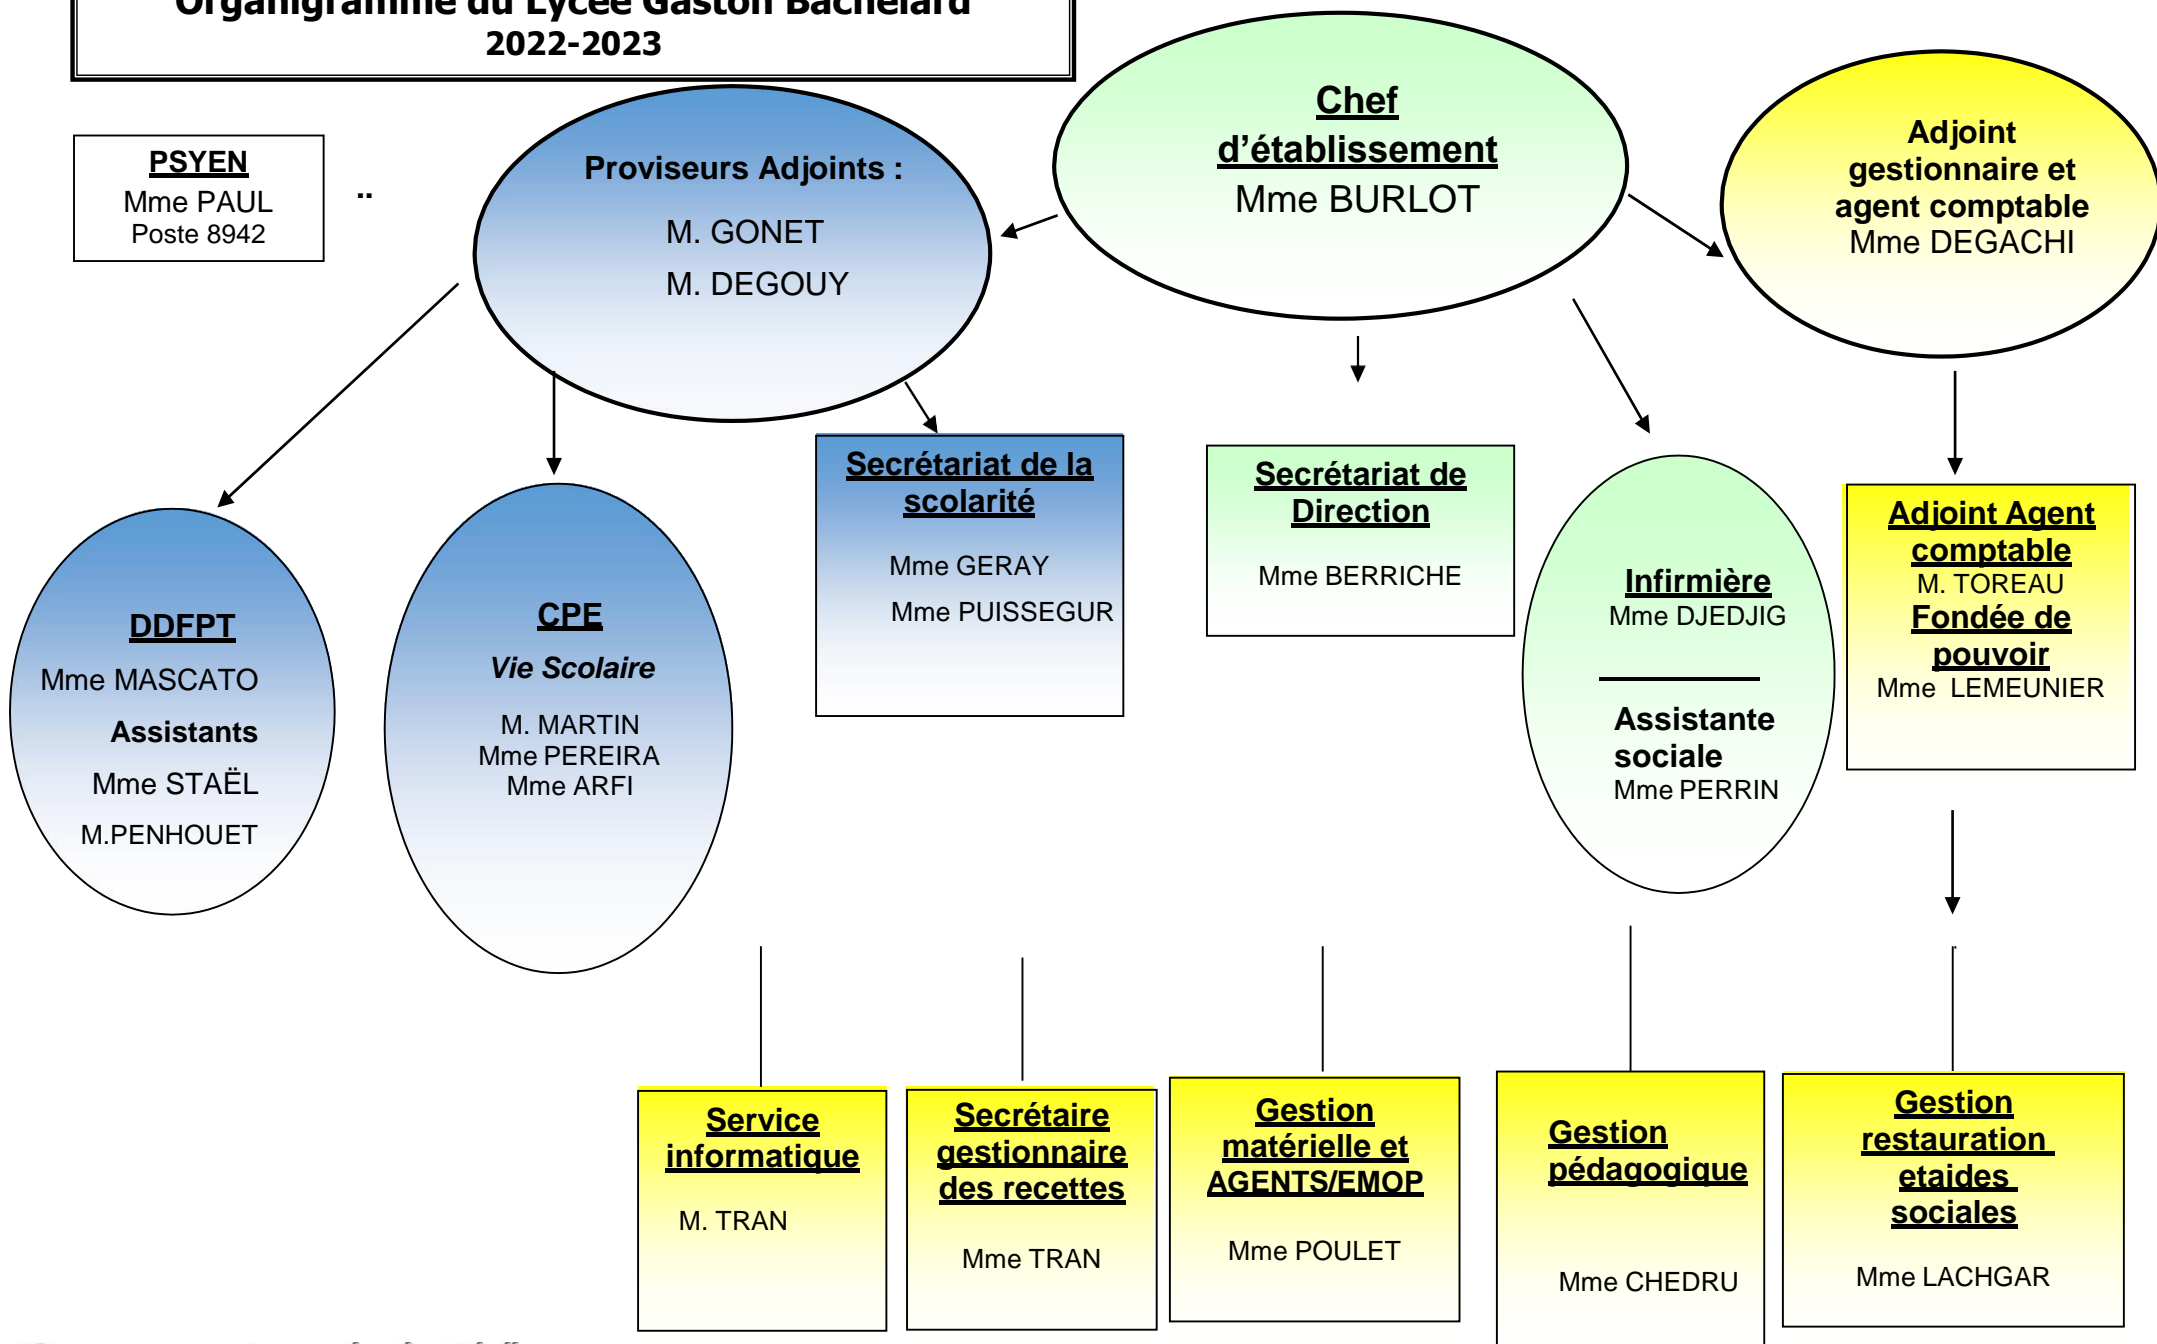 Organigramme du Lycée Gaston Bachelard
2022-2023
PSYEN
Mme PAUL
Poste 8942
..
Proviseurs Adjoints :
M. GONET
M. DEGOUY
Chef
d’établissement
Mme BURLOT
Adjoint
gestionnaire et
agent comptable
Mme DEGACHI
DDFPT
Mme MASCATO
Assistants
Mme STAËL
M.PENHOUET
CPE
Vie Scolaire
M. MARTIN
Mme PEREIRA
Mme ARFI
Secrétariat de la
scolarité
Mme GERAY
Mme PUISSEGUR
Secrétariat de
Direction
Mme BERRICHE
Infirmière
Mme DJEDJIG
Assistante
sociale
Mme PERRIN
Adjoint Agent
comptable
M. TOREAU
Fondée de
pouvoir
Mme LEMEUNIER
Service
informatique
M. TRAN
Secrétaire
gestionnaire
des recettes
Mme TRAN
Gestion
matérielle et
AGENTS/EMOP
Mme POULET
Gestion
pédagogique
Mme CHEDRU
Gestion
restauration
etaides
sociales
Mme LACHGAR